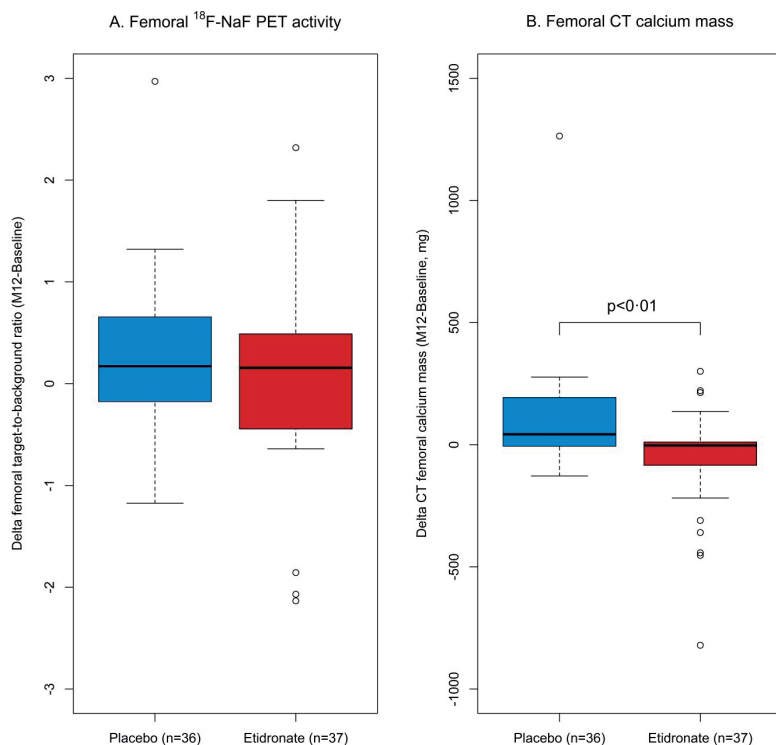 A. Femoral ¹⁸F-NaF PET activity
Delta femoral target-to-background ratio (M12-Baseline)
3
2
1
0
-1
-2
-3
Placebo (n=36)
Etidronate (n=37)
B. Femoral CT calcium mass
Delta CT femoral calcium mass (M12-Baseline, mg)
1500
1000
500
0
-500
-1000
p<0·01
Placebo (n=36)
Etidronate (n=37)